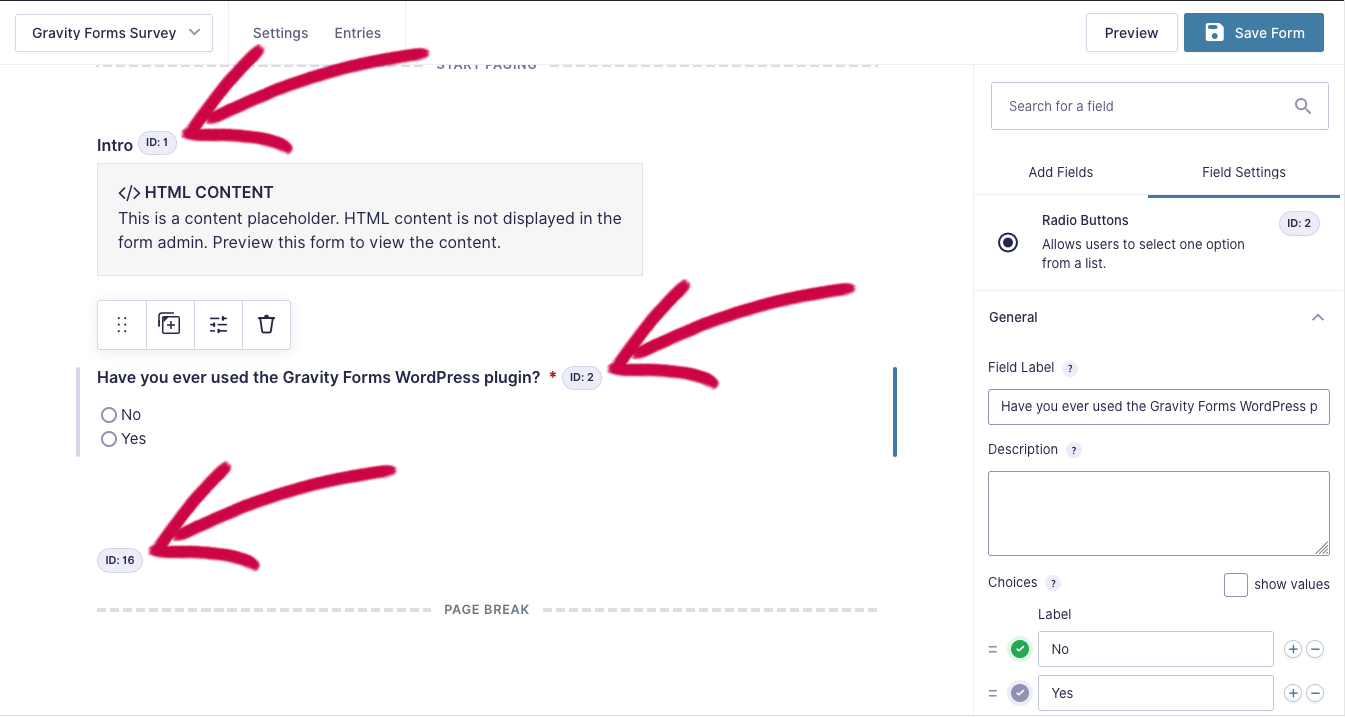 Gravity Forms Survey
Settings
Entries
Preview
Save Form
START PAGING
Intro ID: 1
</> HTML CONTENT
This is a content placeholder. HTML content is not displayed in the
form admin. Preview this form to view the content.
Have you ever used the Gravity Forms WordPress plugin? * ID: 2
No
Yes
ID: 16
PAGE BREAK
Search for a field
Add Fields
Field Settings
Radio Buttons
ID: 2
Allows users to select one option
from a list.
General
Field Label ?
Have you ever used the Gravity Forms WordPress p
Description ?
Choices ?
show values
Label
No
Yes